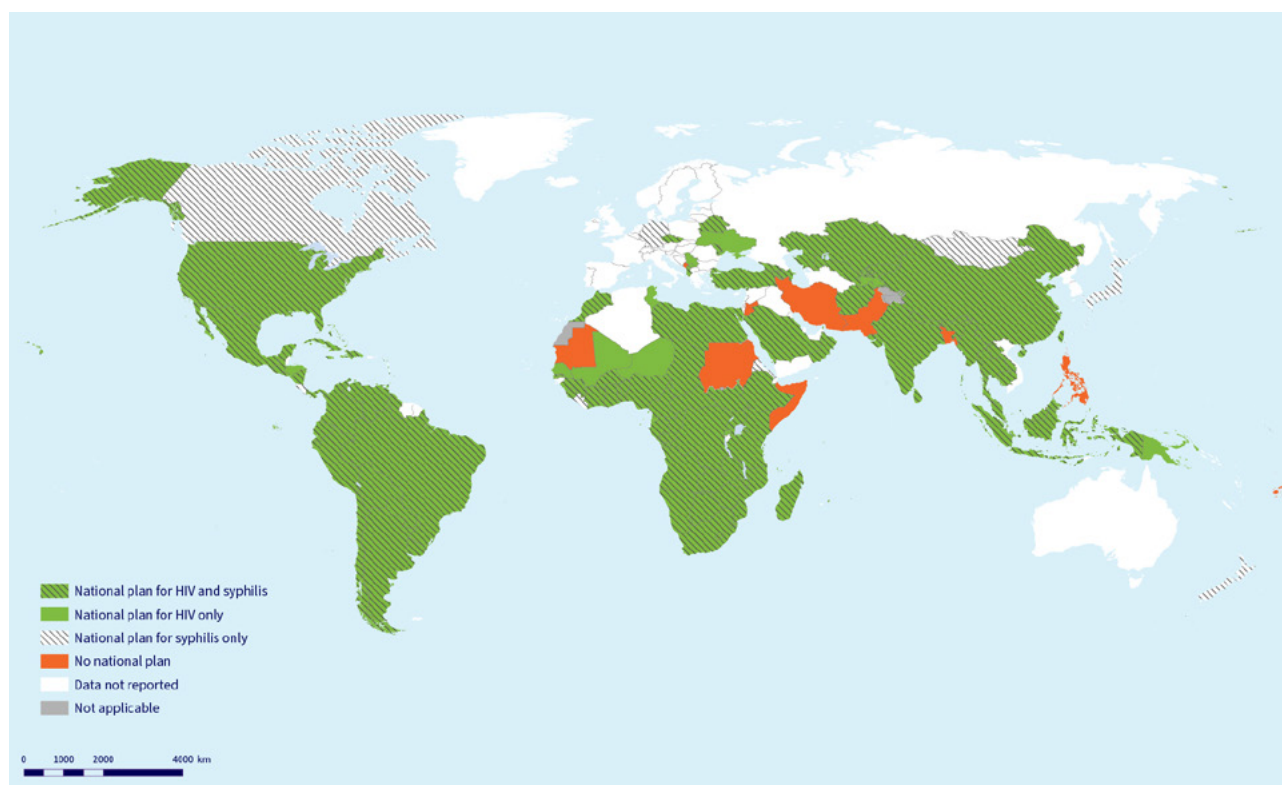 National plan for HIV and syphilis
National plan for HIV only
National plan for syphilis only
No national plan
Data not reported
Not applicable
0 1000 2000 4000 km